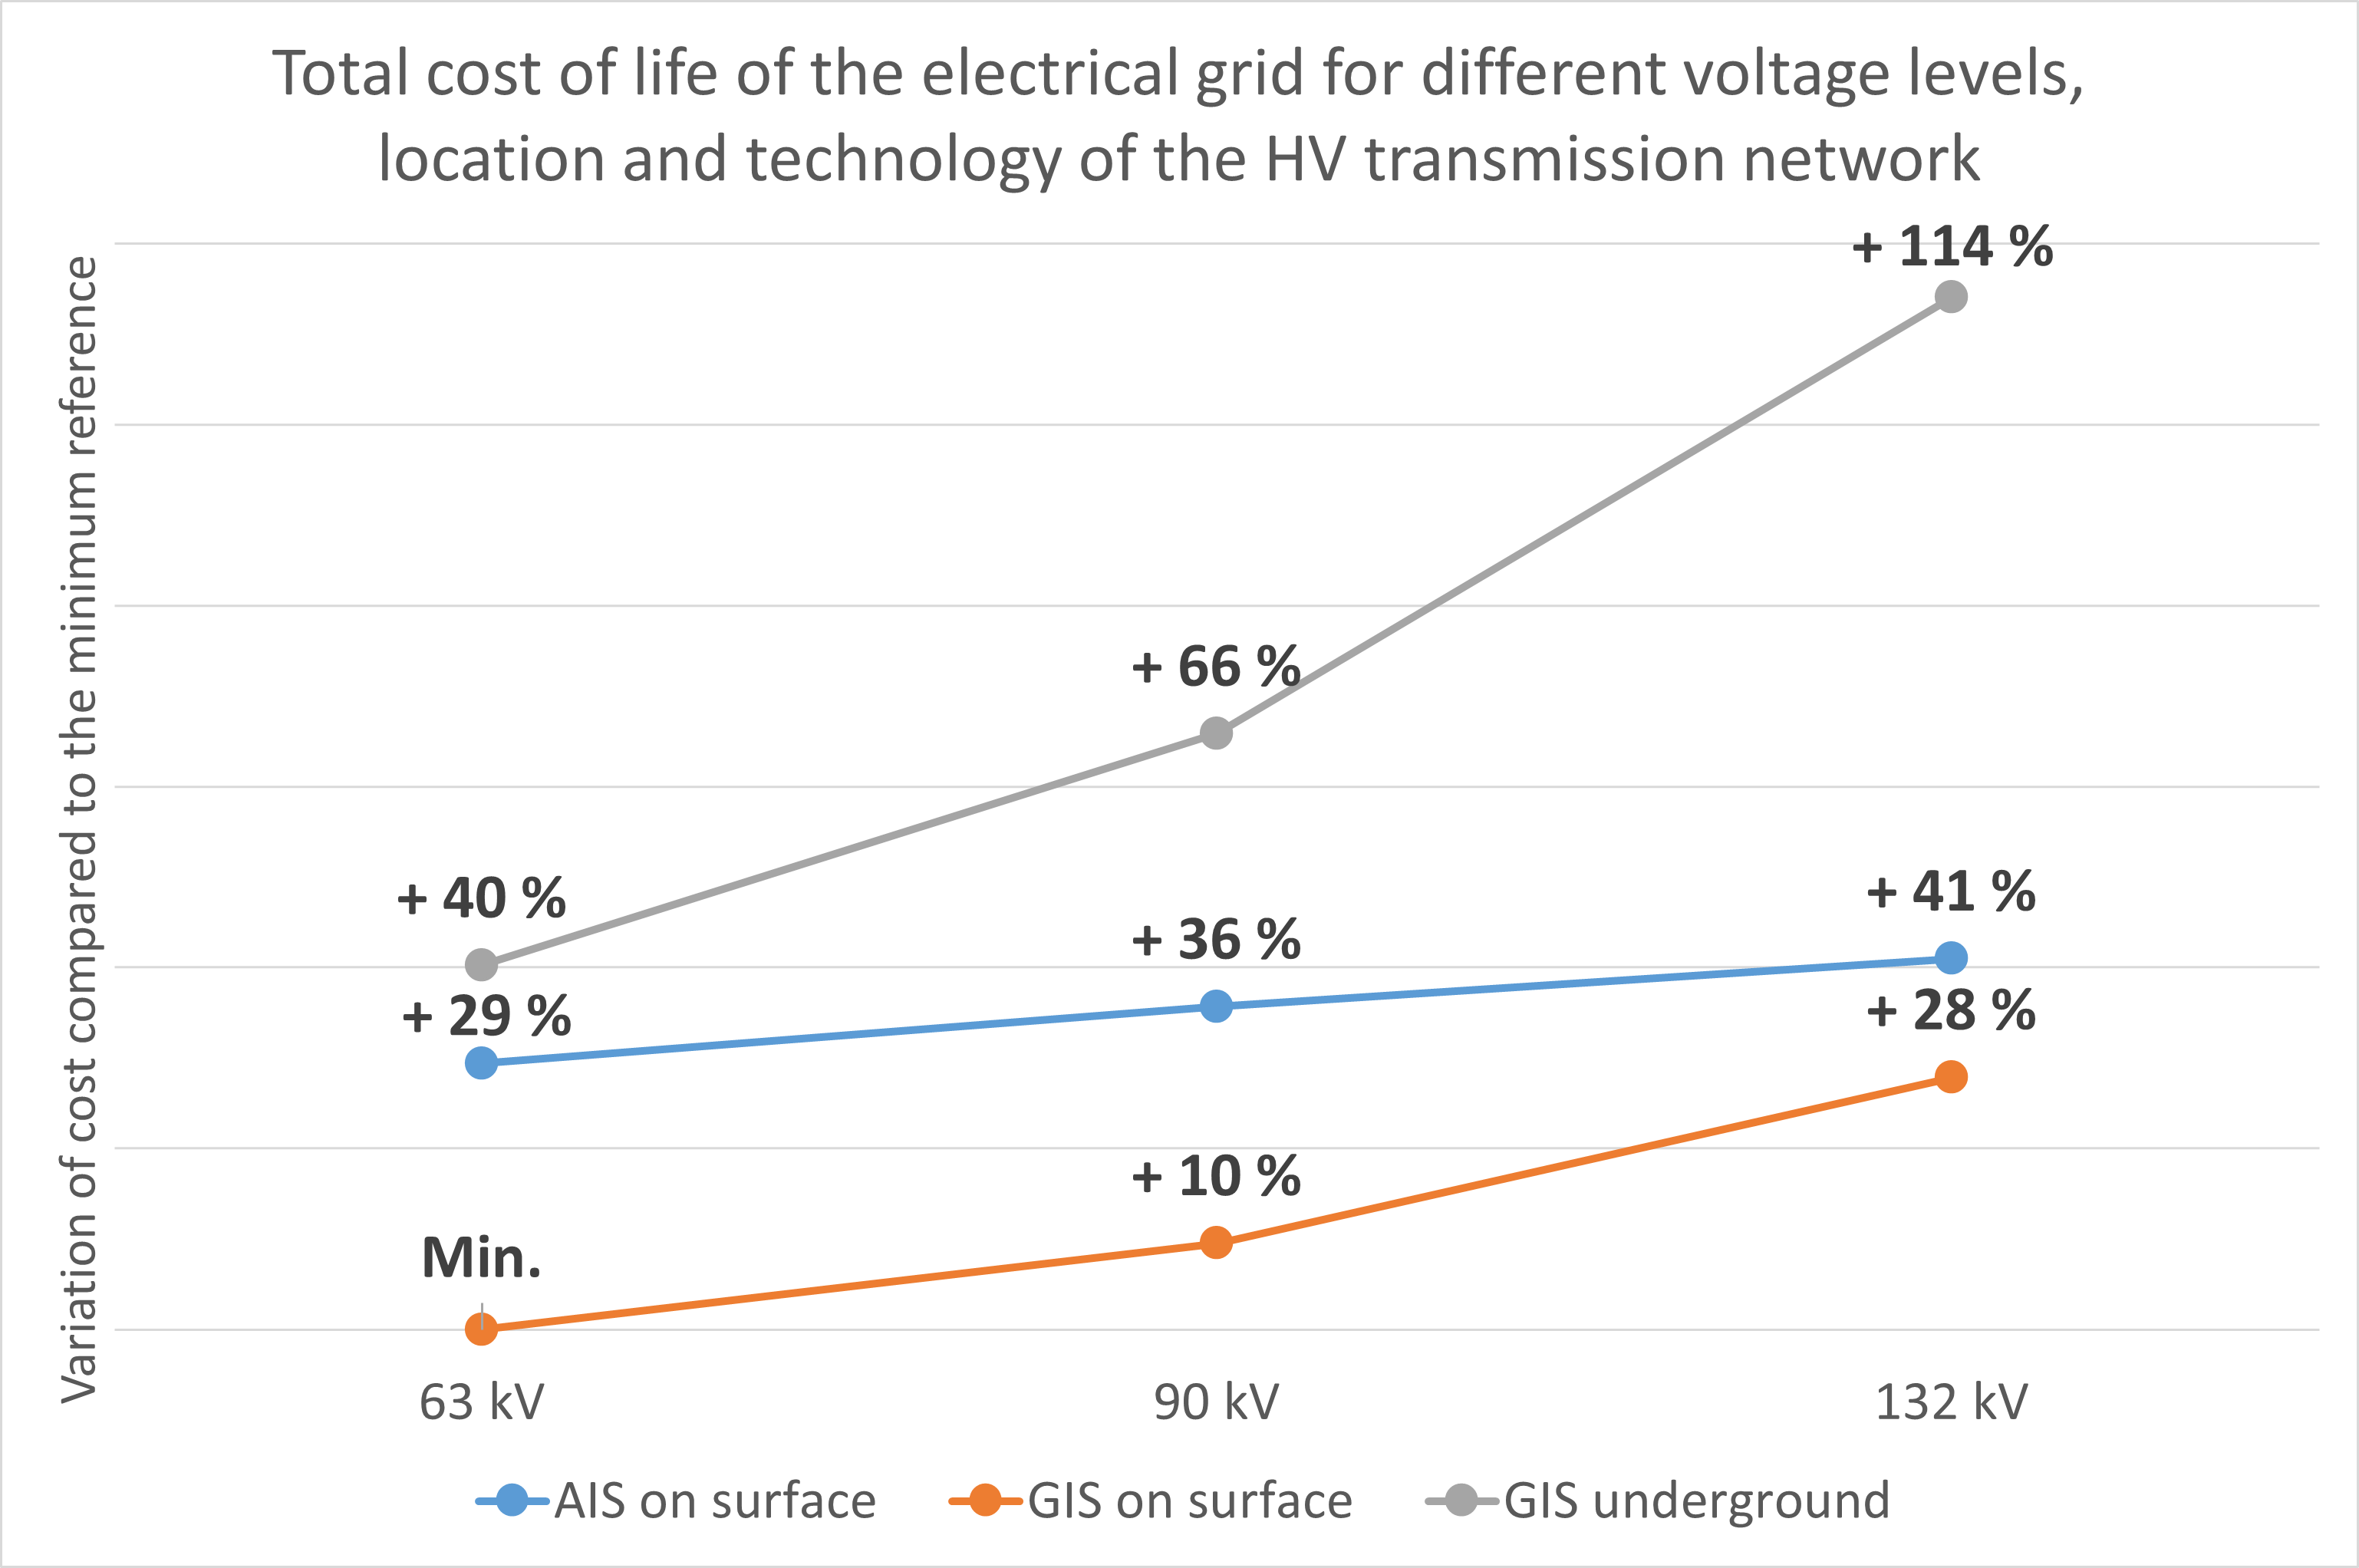 Total cost of life of the electrical grid for different voltage levels,
location and technology of the HV transmission network
Variation of cost compared to the minimum reference
+ 114 %
+ 66 %
+ 40 %
+ 41 %
+ 36 %
+ 29 %
+ 28 %
+ 10 %
Min.
63 kV
90 kV
132 kV
AIS on surface
GIS on surface
GIS underground